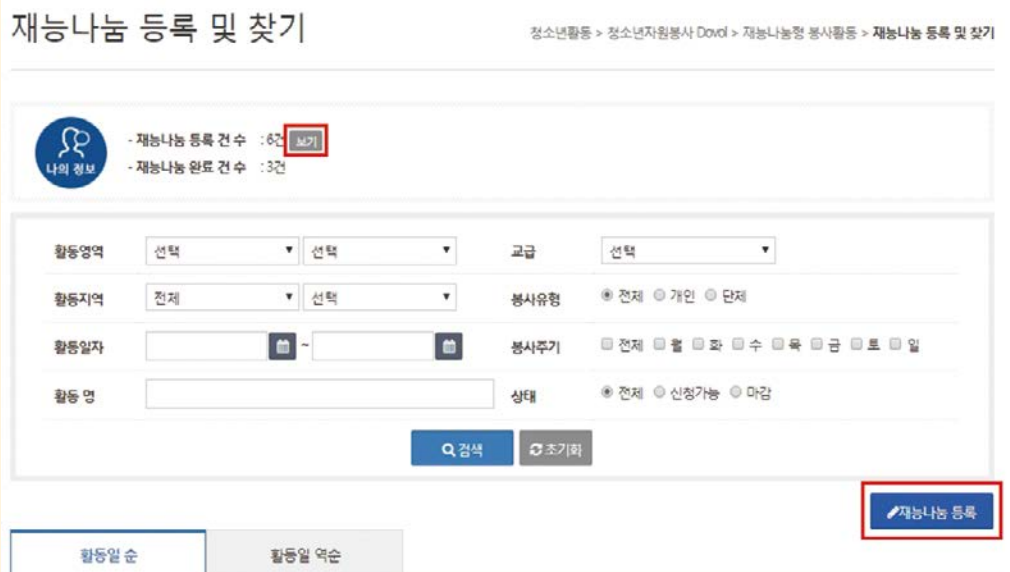 재능나눔 등록 및 찾기
청소년활동 > 청소년자원봉사 Dovol > 재능나눔형 봉사활동 > 재능나눔 등록 및 찾기
나의 정보
- 재능나눔 등록 건 수 : 6건 보기
- 재능나눔 완료 건 수 : 3건
활동영역 선택 선택 교급 선택
활동지역 전체 선택 봉사유형 전체 개인 단체
활동일자 ~ 봉사주기 전체 월 화 수 목 금 토 일
활동 명 상태 전체 신청가능 마감
검색 초기화
재능나눔 등록
활동일 순 활동일 역순